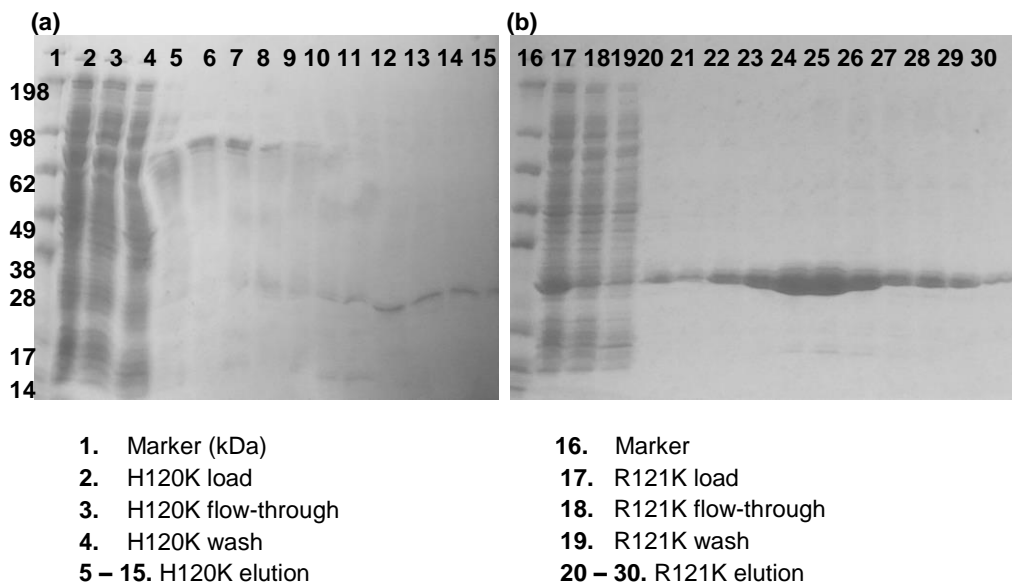 (a)
1 2 3 4 5 6 7 8 9 10 11 12 13 14 15
198
98
62
49
38
28
17
14
(b)
16 17 18 19 20 21 22 23 24 25 26 27 28 29 30
1. Marker (kDa)
2. H120K load
3. H120K flow-through
4. H120K wash
5 – 15. H120K elution
16. Marker
17. R121K load
18. R121K flow-through
19. R121K wash
20 – 30. R121K elution